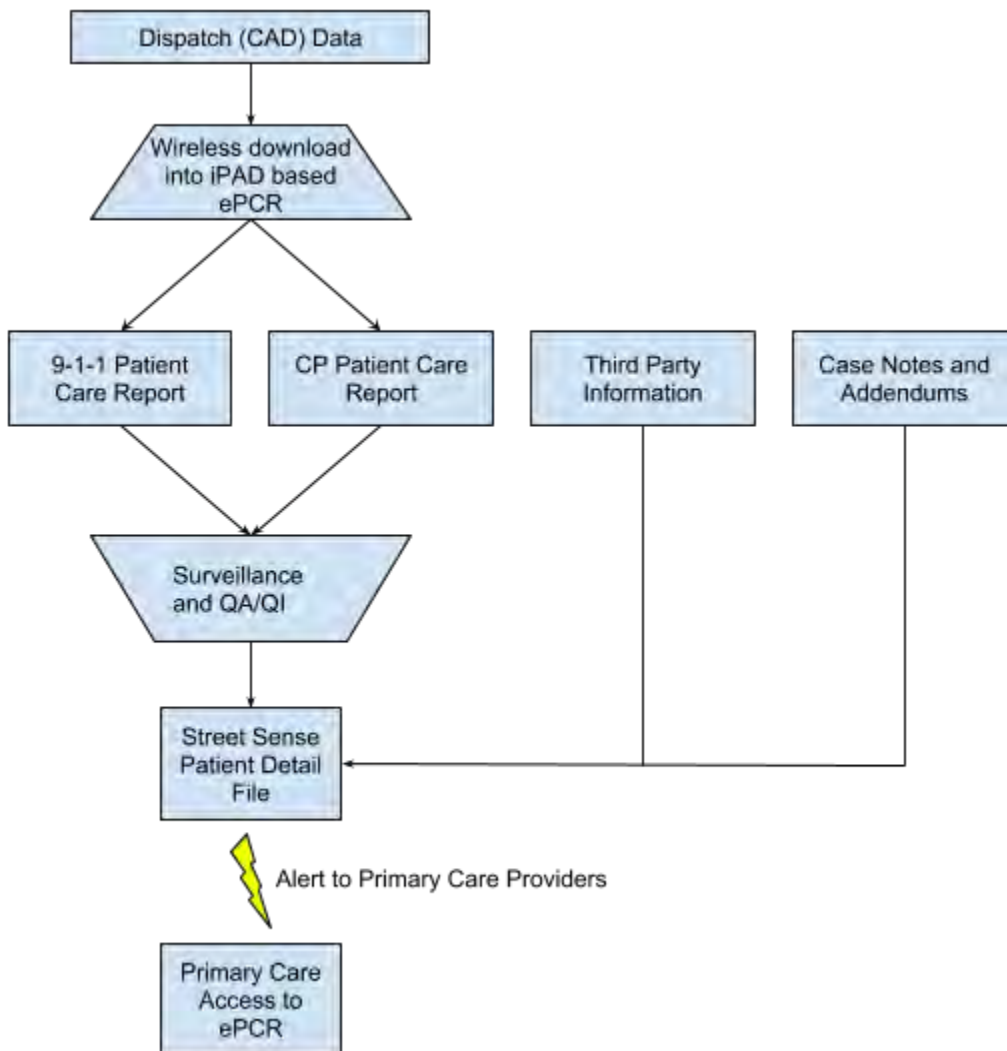 Dispatch (CAD) Data
Wireless download
into iPAD based
ePCR
9-1-1 Patient
Care Report
CP Patient Care
Report
Third Party
Information
Case Notes and
Addendums
Surveillance
and QA/QI
Street Sense
Patient Detail
File
Alert to Primary Care Providers
Primary Care
Access to
ePCR